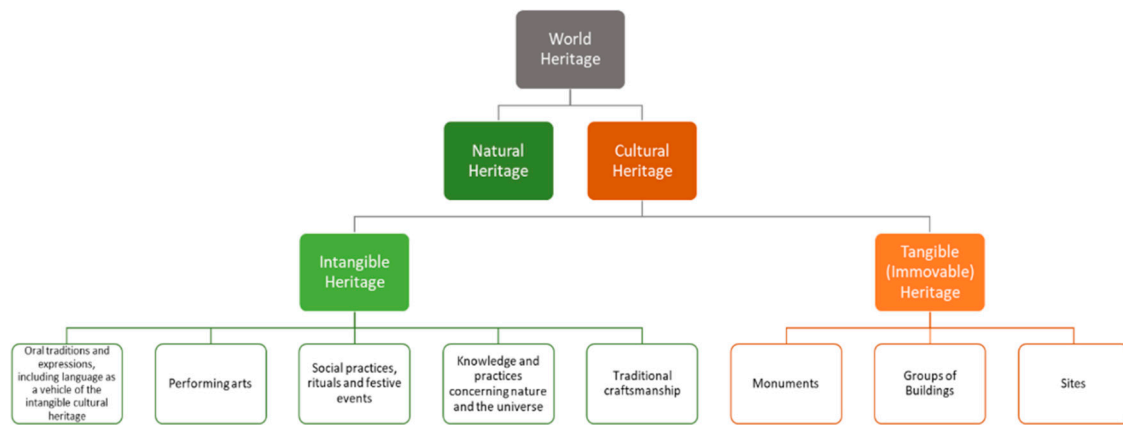 World
Heritage
Natural
Heritage
Cultural
Heritage
Intangible
Heritage
Tangible
(Immovable)
Heritage
Oral traditions and
expressions,
including language as
a vehicle of the
intangible cultural
heritage
Performing arts
Social practices,
rituals and festive
events
Knowledge and
practices
concerning nature
and the universe
Traditional
craftsmanship
Monuments
Groups of
Buildings
Sites